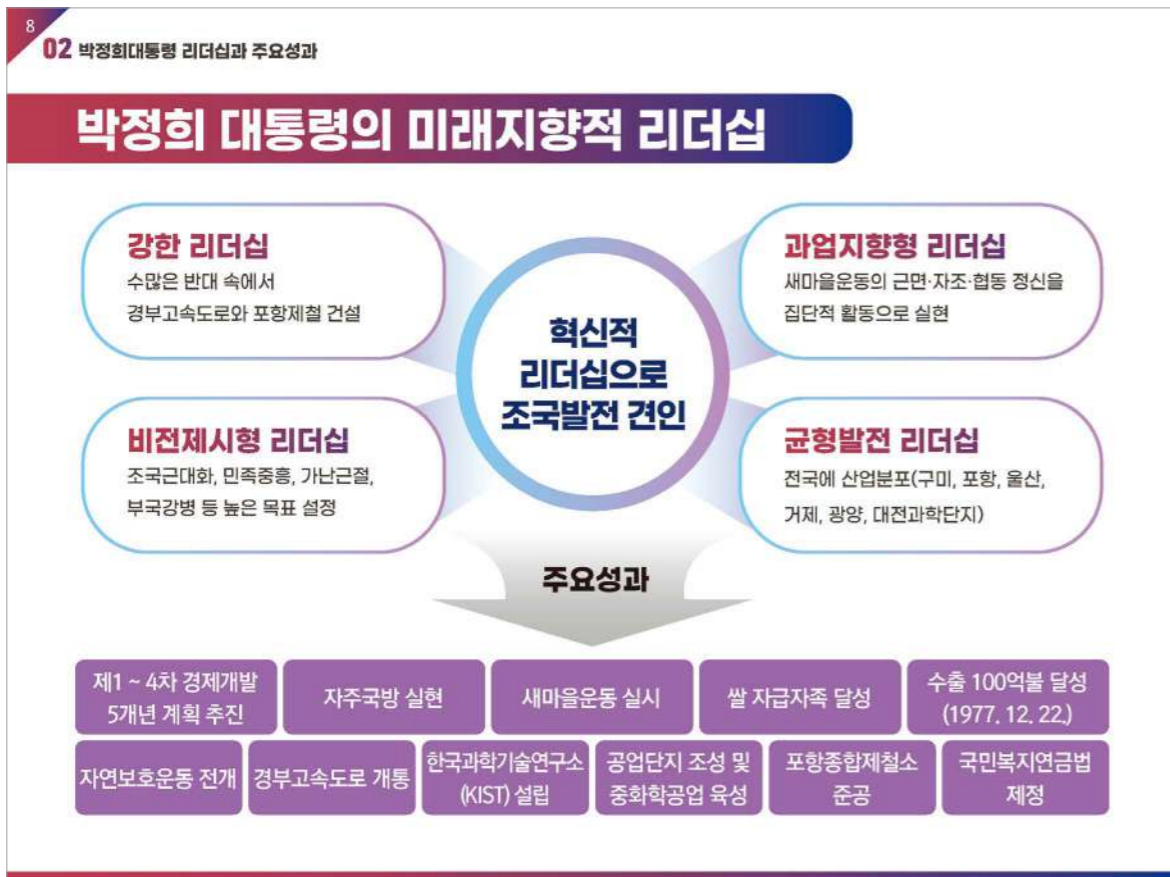 8
02 박정희대통령 리더십과 주요성과
박정희 대통령의 미래지향적 리더십
강한 리더십
수많은 반대 속에서
경부고속도로와 포항제철 건설
과업지향형 리더십
새마을운동의 근면·자조·협동 정신을
집단적 활동으로 실현
혁신적
리더십으로
조국발전 견인
비전제시형 리더십
조국근대화, 민족중흥, 가난근절,
부국강병 등 높은 목표 설정
균형발전 리더십
전국에 산업분포(구미, 포항, 울산,
거제, 광양, 대전과학단지)
주요성과
제1 ~ 4차 경제개발
5개년 계획 추진
자주국방 실현
새마을운동 실시
쌀 자급자족 달성
수출 100억불 달성
(1977. 12. 22.)
자연보호운동 전개
경부고속도로 개통
한국과학기술연구소
(KIST) 설립
공업단지 조성 및
중화학공업 육성
포항종합제철소
준공
국민복지연금법
제정